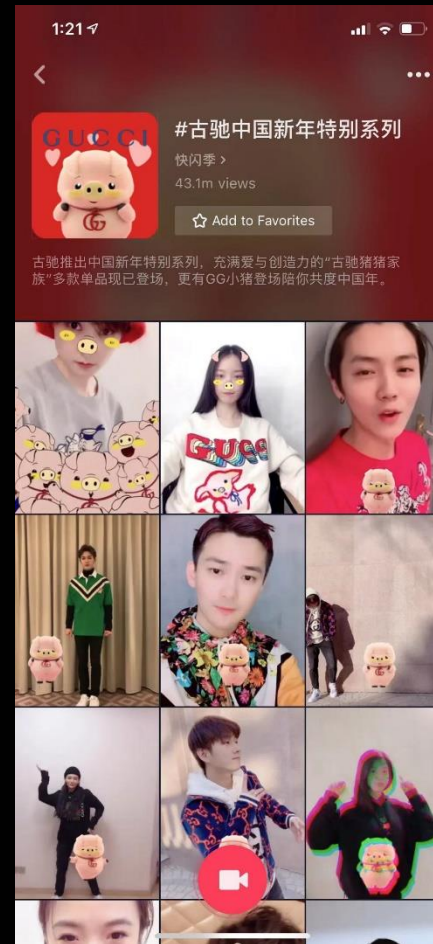 1:21
GUCCI
#古驰中国新年特别系列
快闪季 >
43.1m views
Add to Favorites
古驰推出中国新年特别系列，充满爱与创造力的“古驰猪猪家
族”多款单品现已登场，更有GG小猪登场陪你共度中国年。